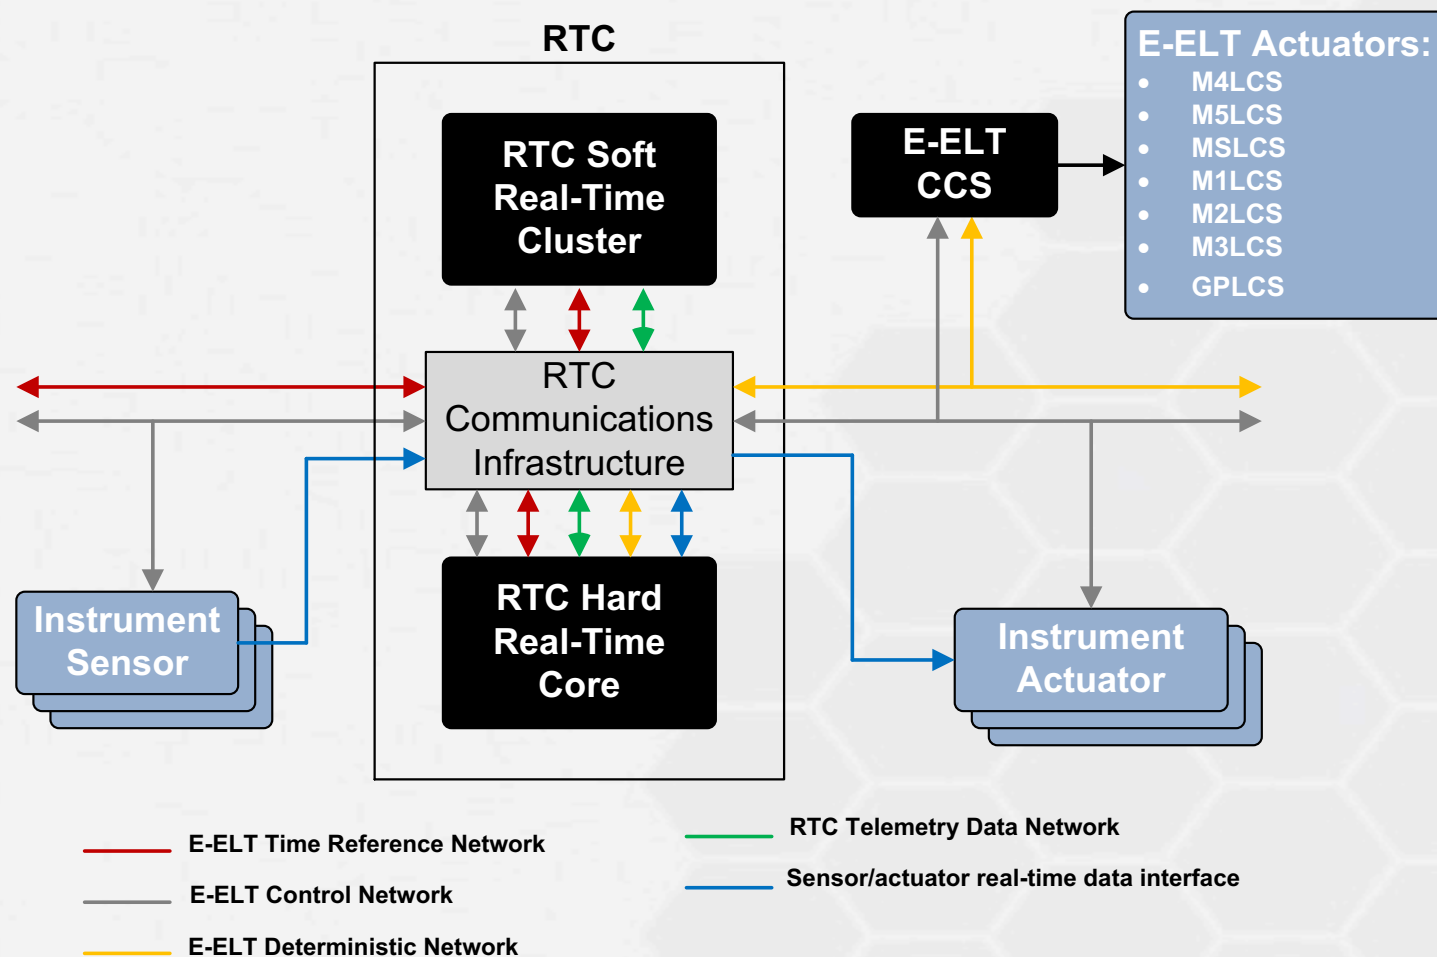 RTC
RTC Soft
Real-Time
Cluster
E-ELT
CCS
E-ELT Actuators:
• M4LCS
• M5LCS
• MSLCS
• M1LCS
• M2LCS
• M3LCS
• GPLCS
RTC
Communications
Infrastructure
RTC Hard
Real-Time
Core
Instrument
Sensor
Instrument
Actuator
E-ELT Time Reference Network
E-ELT Control Network
E-ELT Deterministic Network
RTC Telemetry Data Network
Sensor/actuator real-time data interface